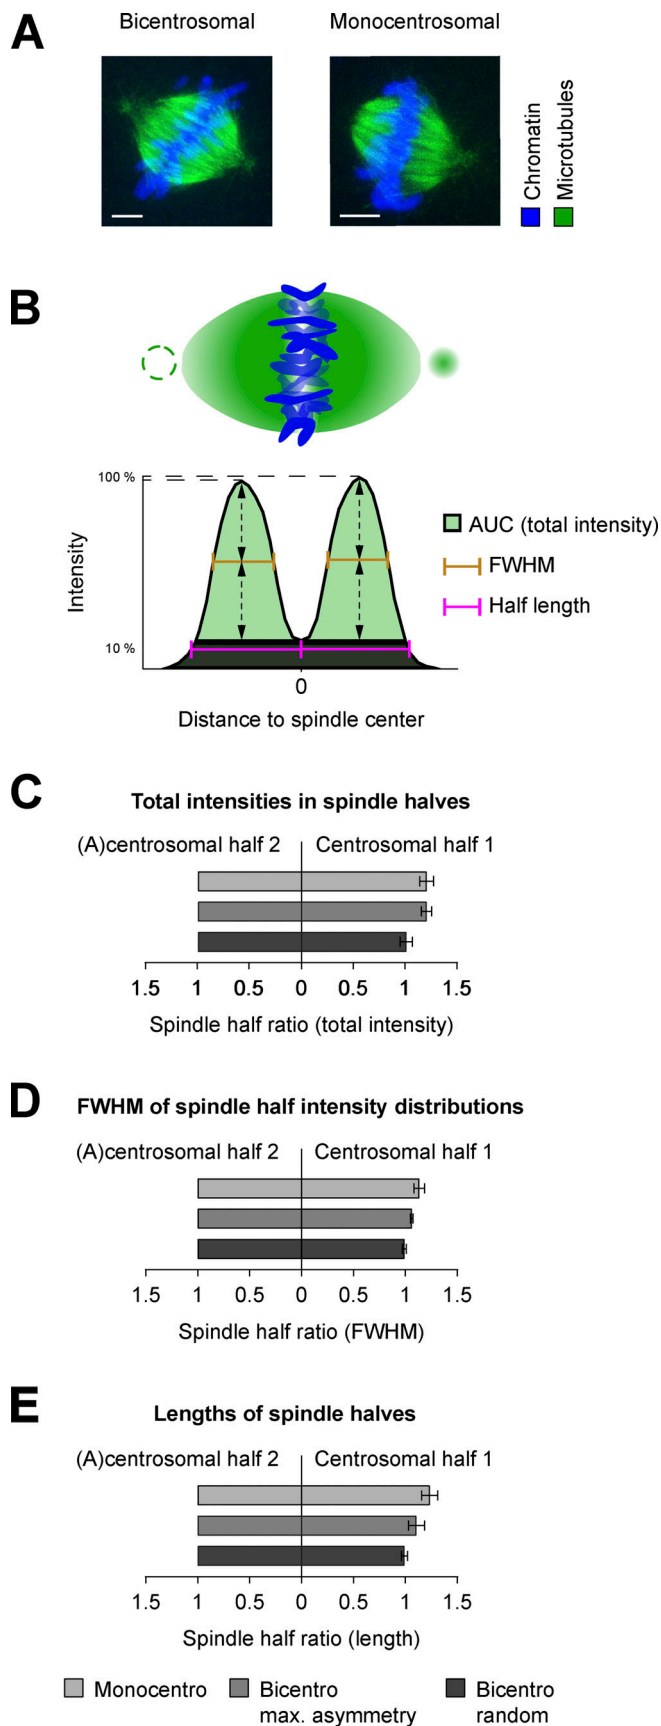 A
Bicentrosomal
Monocentrosomal
Chromatin
Microtubules
B
100 %
10 %
Intensity
0
Distance to spindle center
AUC (total intensity)
FWHM
Half length
C
Total intensities in spindle halves
(A)centrosomal half 2
Centrosomal half 1
1.5 1 0.5 0 0.5 1 1.5
Spindle half ratio (total intensity)
D
FWHM of spindle half intensity distributions
(A)centrosomal half 2
Centrosomal half 1
1.5 1 0.5 0 0.5 1 1.5
Spindle half ratio (FWHM)
E
Lengths of spindle halves
(A)centrosomal half 2
Centrosomal half 1
1.5 1 0.5 0 0.5 1 1.5
Spindle half ratio (length)
Monocentro
Bicentro
max. asymmetry
Bicentro
random